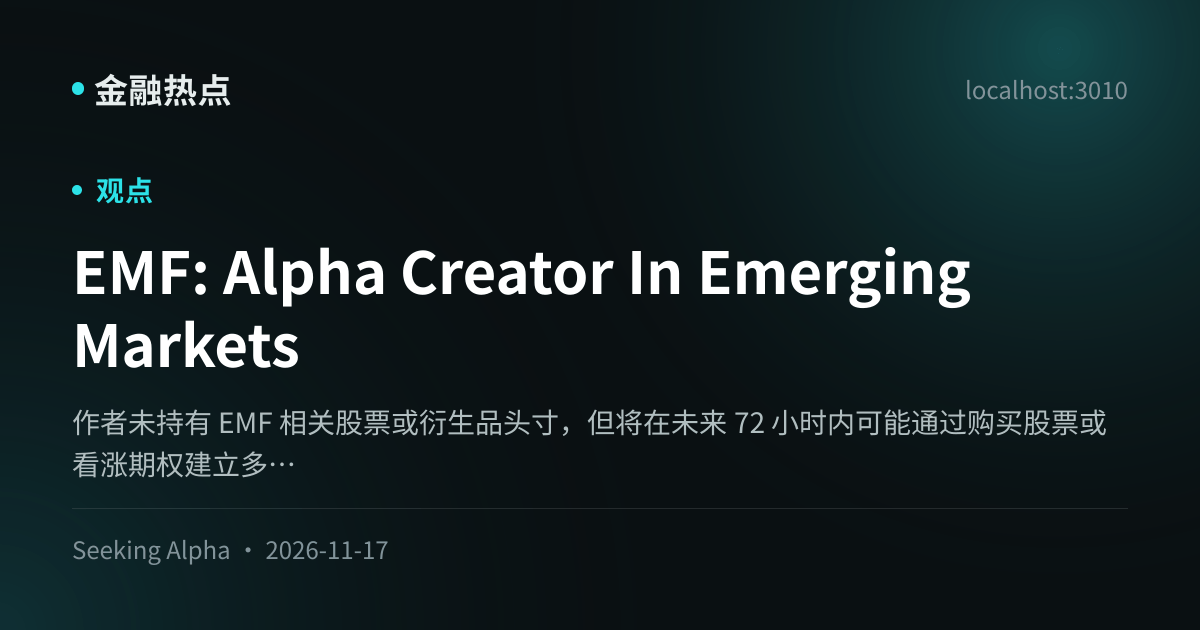 金融热点
localhost:3010
观点
EMF: Alpha Creator In Emerging
Markets
作者未持有 EMF 相关股票或衍生品头寸，但将在未来 72 小时内可能通过购买股票或
看涨期权建立多…
Seeking Alpha · 2026-11-17